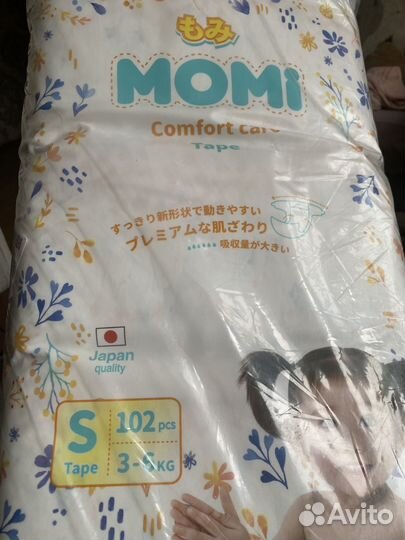 もみ
MOMi
Comfort care
Tape
すっきり新形状で動きやすい
プレミアムな肌ざわり
吸収量が大きい
Japan
quality
S 102 pcs
Tape 3-6 KG
Avito